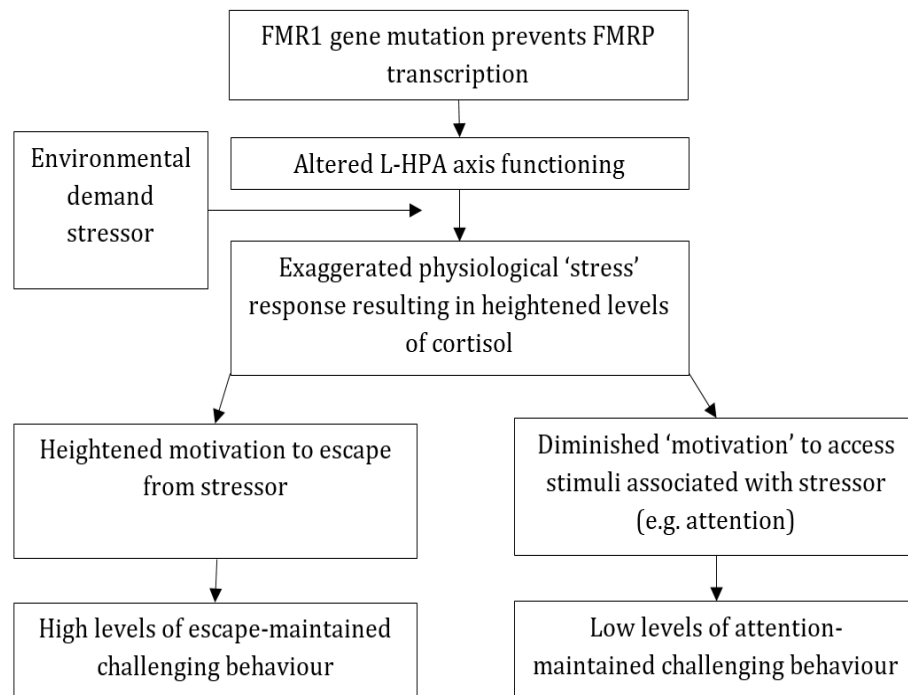 FMR1 gene mutation prevents FMRP
transcription
Environmental
demand
stressor
Altered L-HPA axis functioning
Exaggerated physiological ‘stress’
response resulting in heightened levels
of cortisol
Heightened motivation to escape
from stressor
Diminished ‘motivation’ to access
stimuli associated with stressor
(e.g. attention)
High levels of escape-maintained
challenging behaviour
Low levels of attention-
maintained challenging behaviour